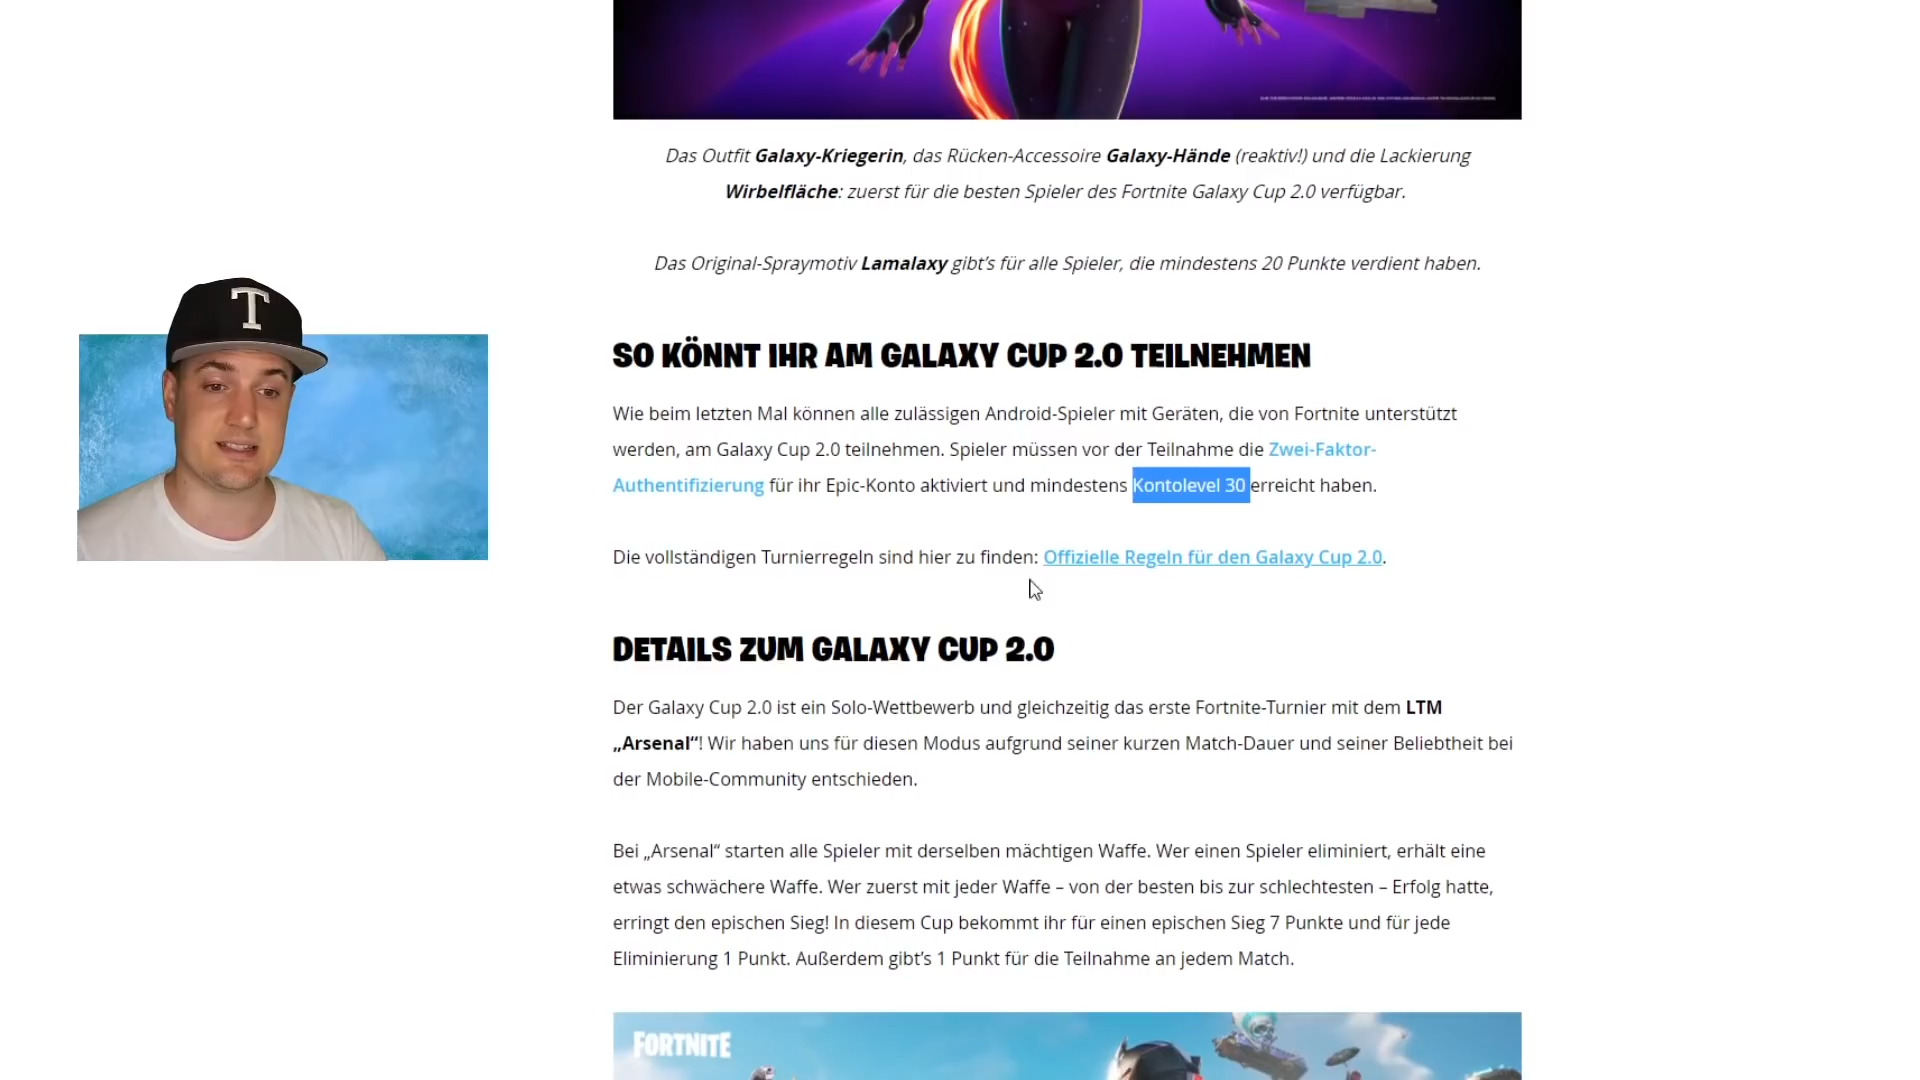 Das Outfit Galaxy-Kriegerin, das Rücken-Accessoire Galaxy-Hände (reaktiv!) und die Lackierung
Wirbelfläche: zuerst für die besten Spieler des Fortnite Galaxy Cup 2.0 verfügbar.
Das Original-Spraymotiv Lamalaxy gibt’s für alle Spieler, die mindestens 20 Punkte verdient haben.
T
SO KÖNNT IHR AM GALAXY CUP 2.0 TEILNEHMEN
Wie beim letzten Mal können alle zulässigen Android-Spieler mit Geräten, die von Fortnite unterstützt
werden, am Galaxy Cup 2.0 teilnehmen. Spieler müssen vor der Teilnahme die Zwei-Faktor-
Authentifizierung für ihr Epic-Konto aktiviert und mindestens Kontolevel 30 erreicht haben.
Die vollständigen Turnierregeln sind hier zu finden: Offizielle Regeln für den Galaxy Cup 2.0.
DETAILS ZUM GALAXY CUP 2.0
Der Galaxy Cup 2.0 ist ein Solo-Wettbewerb und gleichzeitig das erste Fortnite-Turnier mit dem LTM
„Arsenal“! Wir haben uns für diesen Modus aufgrund seiner kurzen Match-Dauer und seiner Beliebtheit bei
der Mobile-Community entschieden.
Bei „Arsenal“ starten alle Spieler mit derselben mächtigen Waffe. Wer einen Spieler eliminiert, erhält eine
etwas schwächere Waffe. Wer zuerst mit jeder Waffe – von der besten bis zur schlechtesten – Erfolg hatte,
erringt den epischen Sieg! In diesem Cup bekommt ihr für einen epischen Sieg 7 Punkte und für jede
Eliminierung 1 Punkt. Außerdem gibt’s 1 Punkt für die Teilnahme an jedem Match.
FORTNITE